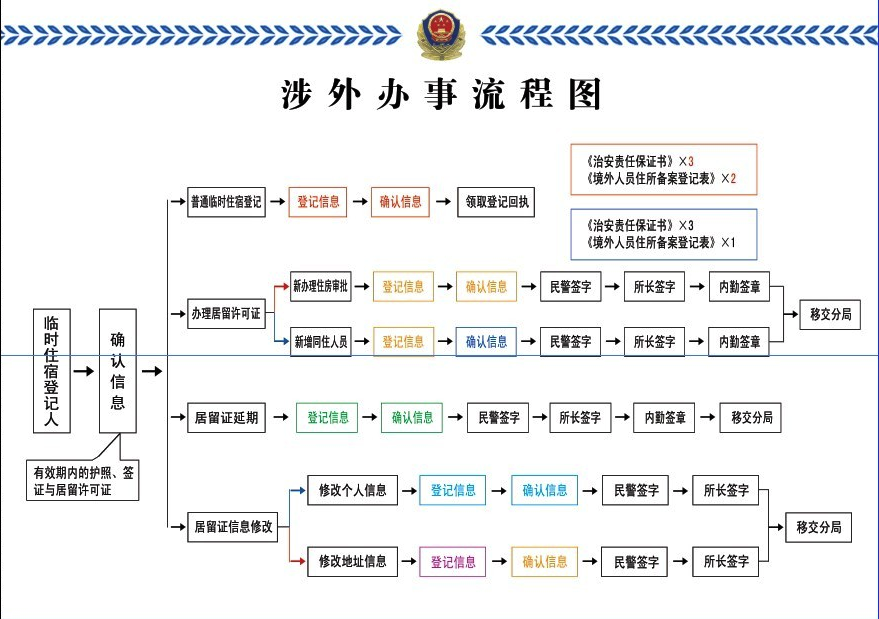 涉外办事流程图
《治安责任保证书》×3
《境外人员住所备案登记表》×2
普通临时住宿登记
登记信息
确认信息
领取登记回执
《治安责任保证书》×3
《境外人员住所备案登记表》×1
临时住宿登记人
确认信息
有效期内的护照、签
证与居留许可证
办理居留许可证
新办理住房审批
登记信息
确认信息
民警签字
所长签字
内勤签章
新增同住人员
登记信息
确认信息
民警签字
所长签字
内勤签章
移交分局
居留证延期
登记信息
确认信息
民警签字
所长签字
内勤签章
移交分局
居留证信息修改
修改个人信息
登记信息
确认信息
民警签字
所长签字
修改地址信息
登记信息
确认信息
民警签字
所长签字
移交分局